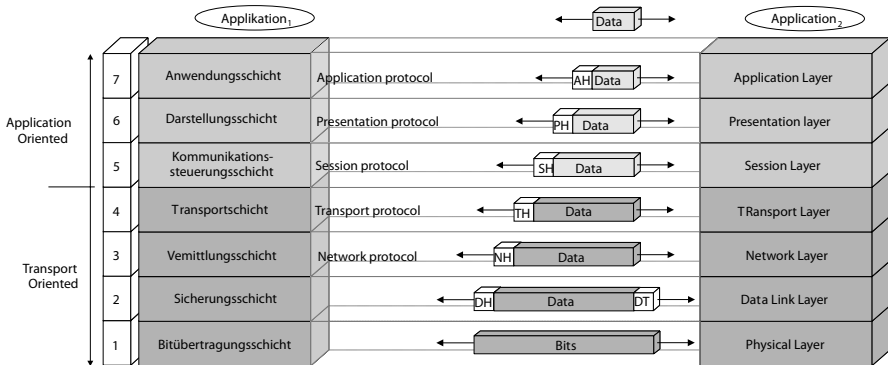 Applikation₁
Data
Application₂
7
Anwendungsschicht
Application protocol
AH
Data
Application Layer
Application
Oriented
6
Darstellungsschicht
Presentation protocol
PH
Data
Presentation layer
5
Kommunikations-
steuerungsschicht
Session protocol
SH
Data
Session Layer
4
Transportschicht
Transport protocol
TH
Data
TRansport Layer
Transport
Oriented
3
Vemittlungsschicht
Network protocol
NH
Data
Network Layer
2
Sicherungsschicht
DH
Data
DT
Data Link Layer
1
Bitübertragungsschicht
Bits
Physical Layer